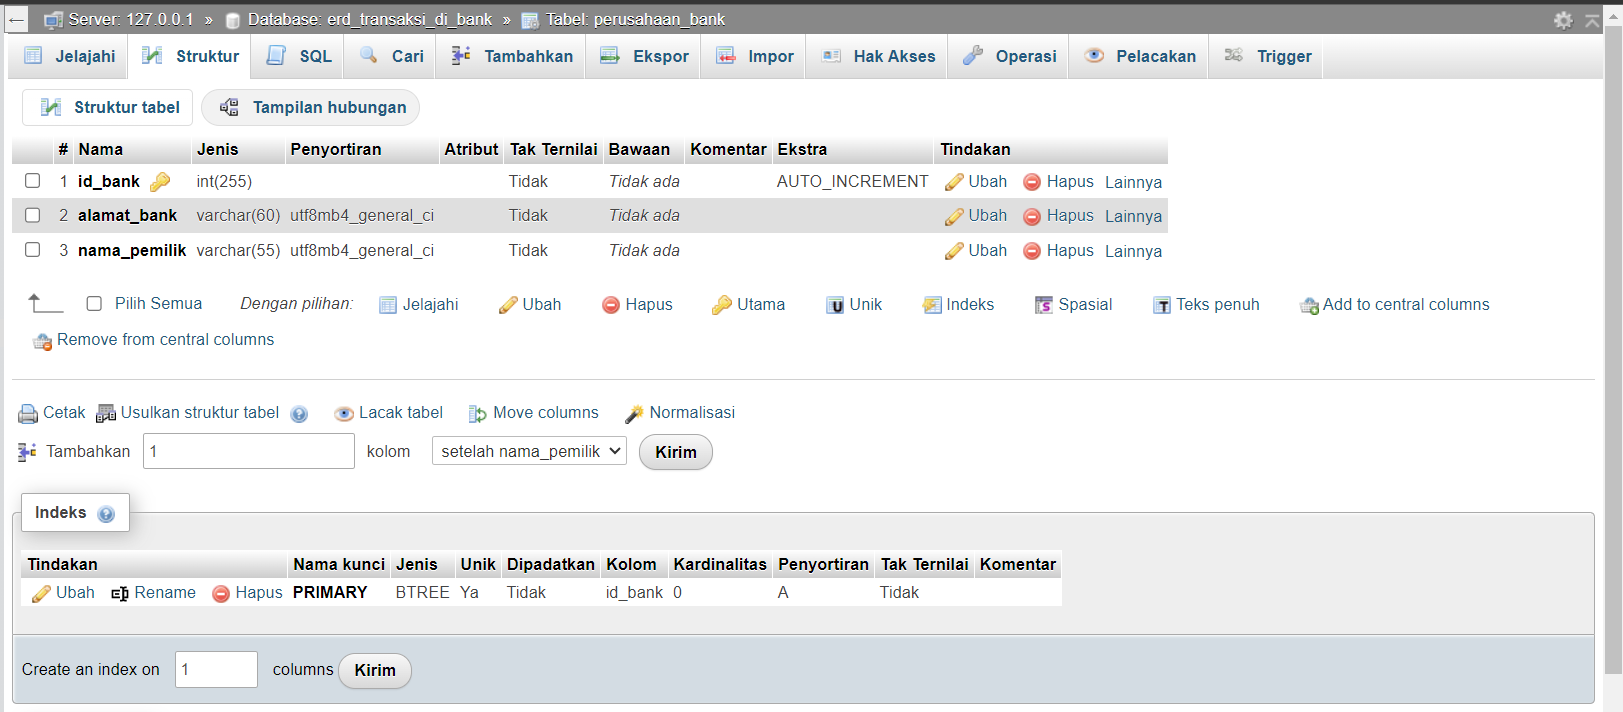 ← Server: 127.0.0.1 » Database: erd_transaksi_di_bank » Tabel: perusahaan_bank
Jelajahi Struktur SQL Cari Tambahkan Ekspor Impor Hak Akses Operasi Pelacakan Trigger
Struktur tabel Tampilan hubungan
# Nama Jenis Penyortiran Atribut Tak Ternilai Bawaan Komentar Ekstra Tindakan
1 id_bank int(255) Tidak Tidak ada AUTO_INCREMENT Ubah Hapus Lainnya
2 alamat_bank varchar(60) utf8mb4_general_ci Tidak Tidak ada Ubah Hapus Lainnya
3 nama_pemilik varchar(55) utf8mb4_general_ci Tidak Tidak ada Ubah Hapus Lainnya
Pilih Semua Dengan pilihan: Jelajahi Ubah Hapus Utama U Unik Indeks S Spasial T Teks penuh Add to central columns
Remove from central columns
Cetak Usulkan struktur tabel ? Lacak tabel Move columns Normalisasi
Tambahkan 1 kolom setelah nama_pemilik Kirim
Indeks ?
Tindakan Nama kunci Jenis Unik Dipadatkan Kolom Kardinalitas Penyortiran Tak Ternilai Komentar
Ubah Rename Hapus PRIMARY BTREE Ya Tidak id_bank 0 A Tidak
Create an index on 1 columns Kirim